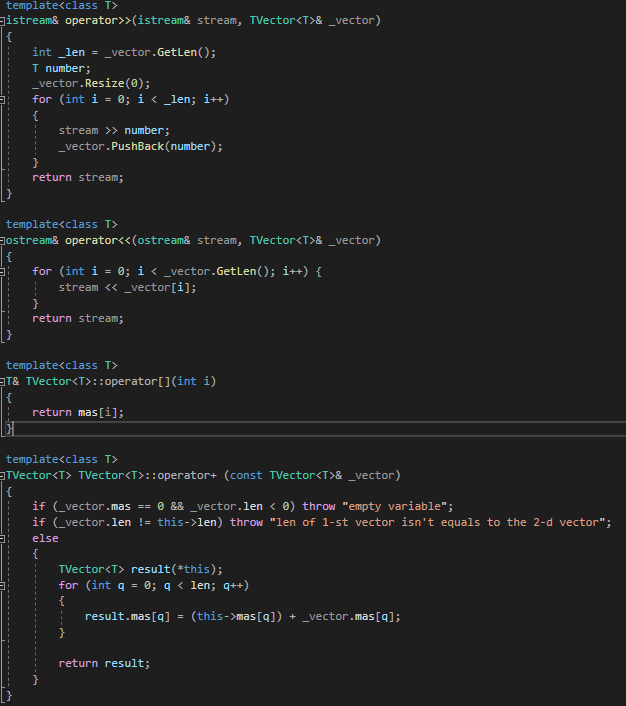 template<class T>
istream& operator>>(istream& stream, TVector<T>& _vector)
{
    int _len = _vector.GetLen();
    T number;
    _vector.Resize(0);
    for (int i = 0; i < _len; i++)
    {
        stream >> number;
        _vector.PushBack(number);
    }
    return stream;
}

template<class T>
ostream& operator<<(ostream& stream, TVector<T>& _vector)
{
    for (int i = 0; i < _vector.GetLen(); i++) {
        stream << _vector[i];
    }
    return stream;
}

template<class T>
T& TVector<T>::operator[](int i)
{
    return mas[i];
}

template<class T>
TVector<T> TVector<T>::operator+ (const TVector<T>& _vector)
{
    if (_vector.mas == 0 && _vector.len < 0) throw "empty variable";
    if (_vector.len != this->len) throw "len of 1-st vector isn't equals to the 2-d vector";
    else
    {
        TVector<T> result(*this);
        for (int q = 0; q < len; q++)
        {
            result.mas[q] = (this->mas[q]) + _vector.mas[q];
        }

        return result;
    }
}